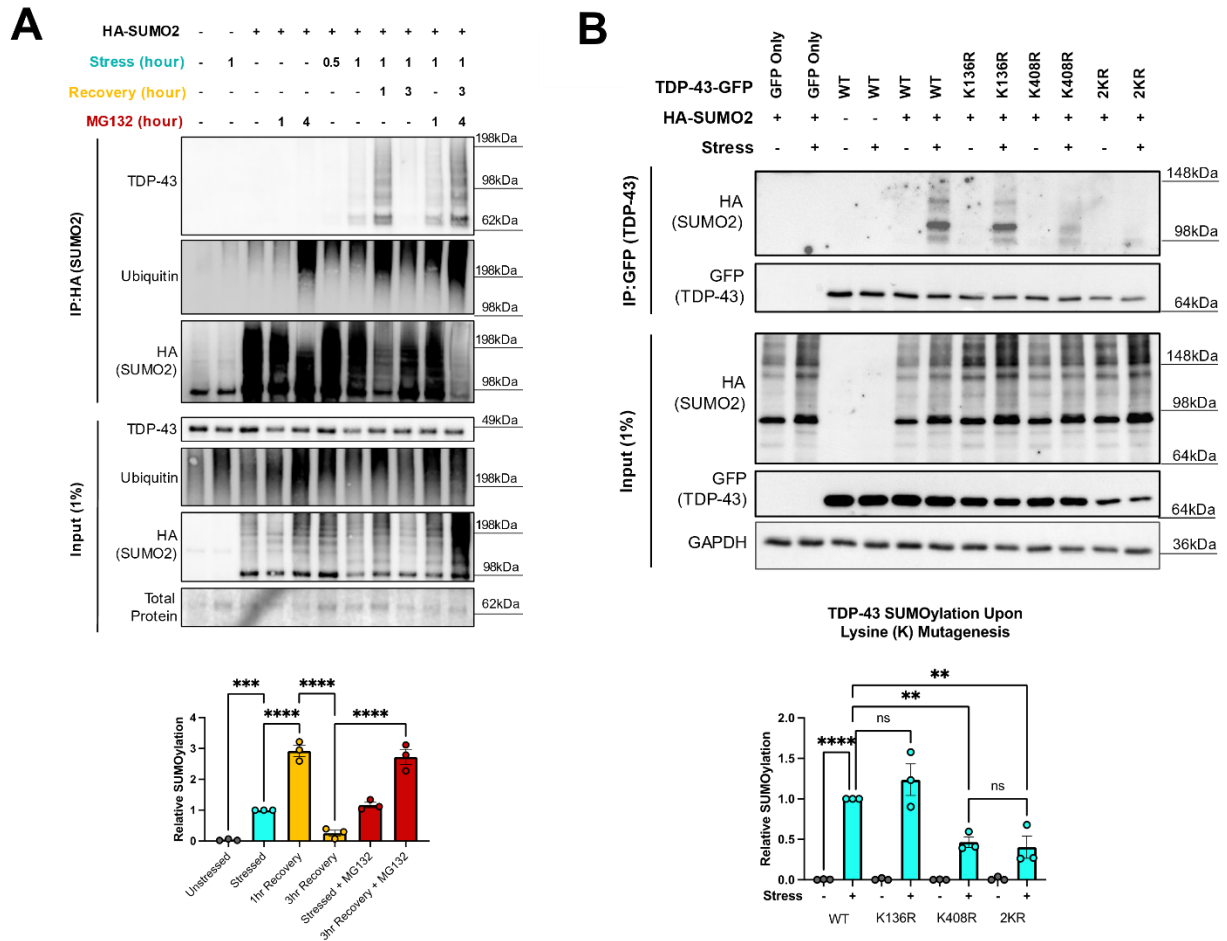 A
HA-SUMO2 - - + + + + + + + + +
Stress (hour) - 1 - - - 0.5 1 1 1 1 1
Recovery (hour) - - - - - - - 1 3 - 3
MG132 (hour) - - - 1 4 - - - - 1 4
IP:HA (SUMO2)
TDP-43
198kDa
98kDa
62kDa
Ubiquitin
198kDa
98kDa
HA
(SUMO2)
198kDa
98kDa
Input (1%)
TDP-43
49kDa
Ubiquitin
198kDa
HA
(SUMO2)
198kDa
98kDa
Total
Protein
62kDa
*** **** ****
****
Relative SUMOylation
4
3
2
1
0
Unstressed
Stressed
1hr Recovery
3hr Recovery
Stressed + MG132
3hr Recovery + MG132
B
TDP-43-GFP GFP Only GFP Only WT WT WT WT K136R K136R K408R K408R 2KR 2KR
HA-SUMO2 + + - - + + + + + + + +
Stress - + - + - + - + - + - +
IP:GFP (TDP-43)
HA
(SUMO2)
148kDa
98kDa
GFP
(TDP-43)
64kDa
Input (1%)
HA
(SUMO2)
148kDa
98kDa
64kDa
GFP
(TDP-43)
64kDa
GAPDH
36kDa
TDP-43 SUMOylation Upon
Lysine (K) Mutagenesis
**
**
**** ns
ns
Relative SUMOylation
2.0
1.5
1.0
0.5
0.0
Stress - + - + - + - +
WT K136R K408R 2KR